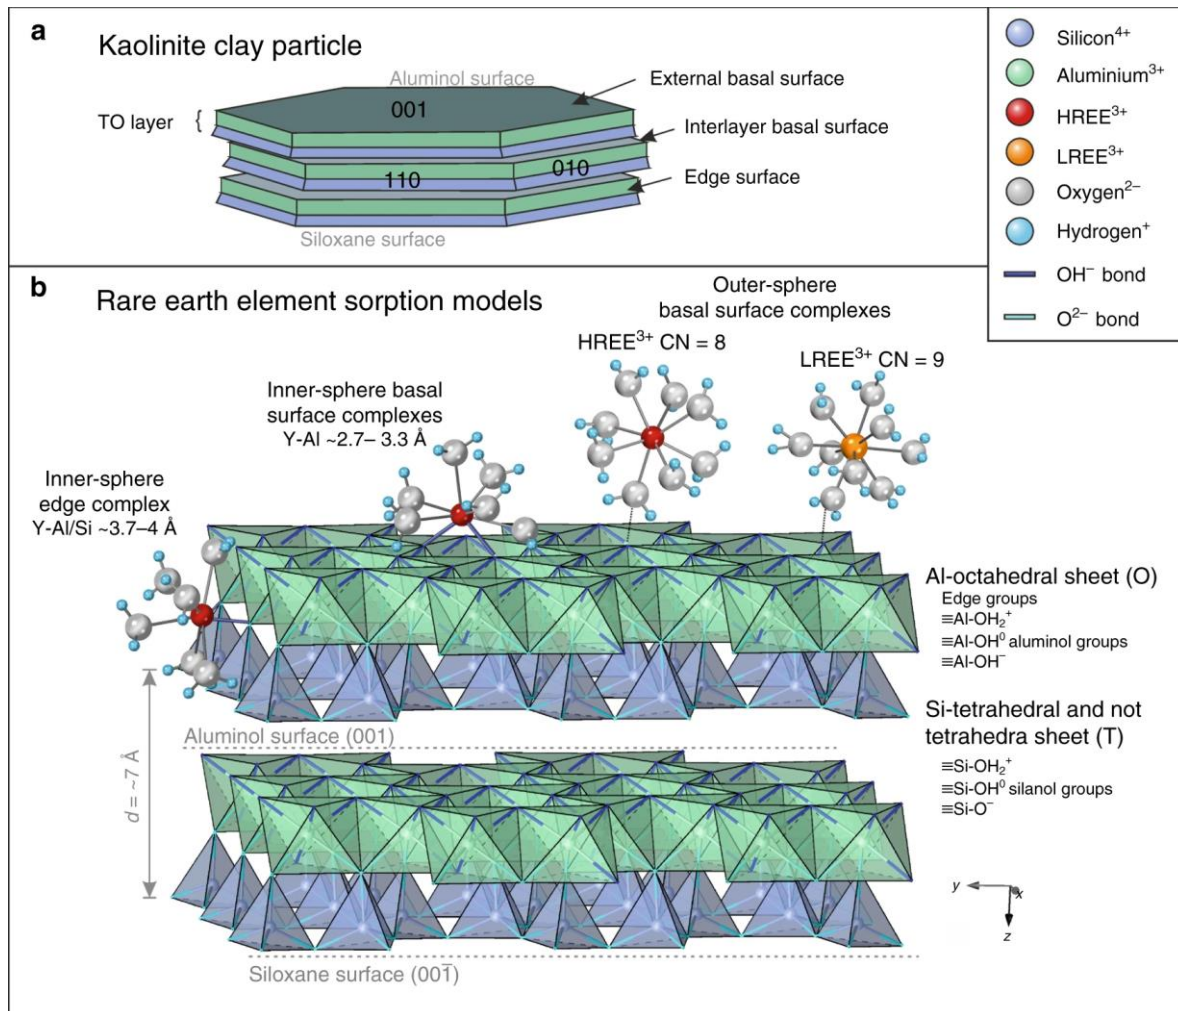 a
Kaolinite clay particle
Aluminol surface
External basal surface
001
TO layer {
Interlayer basal surface
110
010
Edge surface
Siloxane surface
Silicon⁴⁺
Aluminium³⁺
HREE³⁺
LREE³⁺
Oxygen²⁻
Hydrogen⁺
OH⁻ bond
O²⁻ bond
b
Rare earth element sorption models
Outer-sphere
basal surface complexes
HREE³⁺ CN = 8
LREE³⁺ CN = 9
Inner-sphere basal
surface complexes
Y-Al ~2.7– 3.3 Å
Inner-sphere
edge complex
Y-Al/Si ~3.7–4 Å
Al-octahedral sheet (O)
Edge groups
≡Al-OH₂⁺
≡Al-OH⁰ aluminol groups
≡Al-OH⁻
Si-tetrahedral and not
tetrahedra sheet (T)
≡Si-OH₂⁺
≡Si-OH⁰ silanol groups
≡Si-O⁻
Aluminol surface (001)
d = ~7 Å
Siloxane surface (001̄)
y
x
z